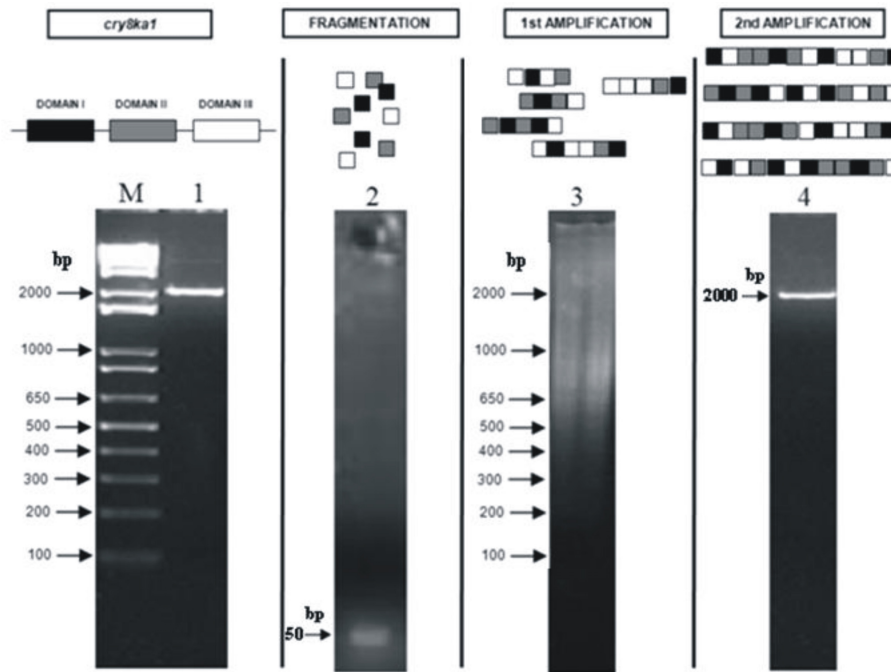 cry8ka1
FRAGMENTATION
1st AMPLIFICATION
2nd AMPLIFICATION
DOMAIN I DOMAIN II DOMAIN III
M 1
2
3
4
bp
2000
1000
650
500
400
300
200
100
bp
50
bp
2000
1000
650
500
400
300
200
100
bp
2000